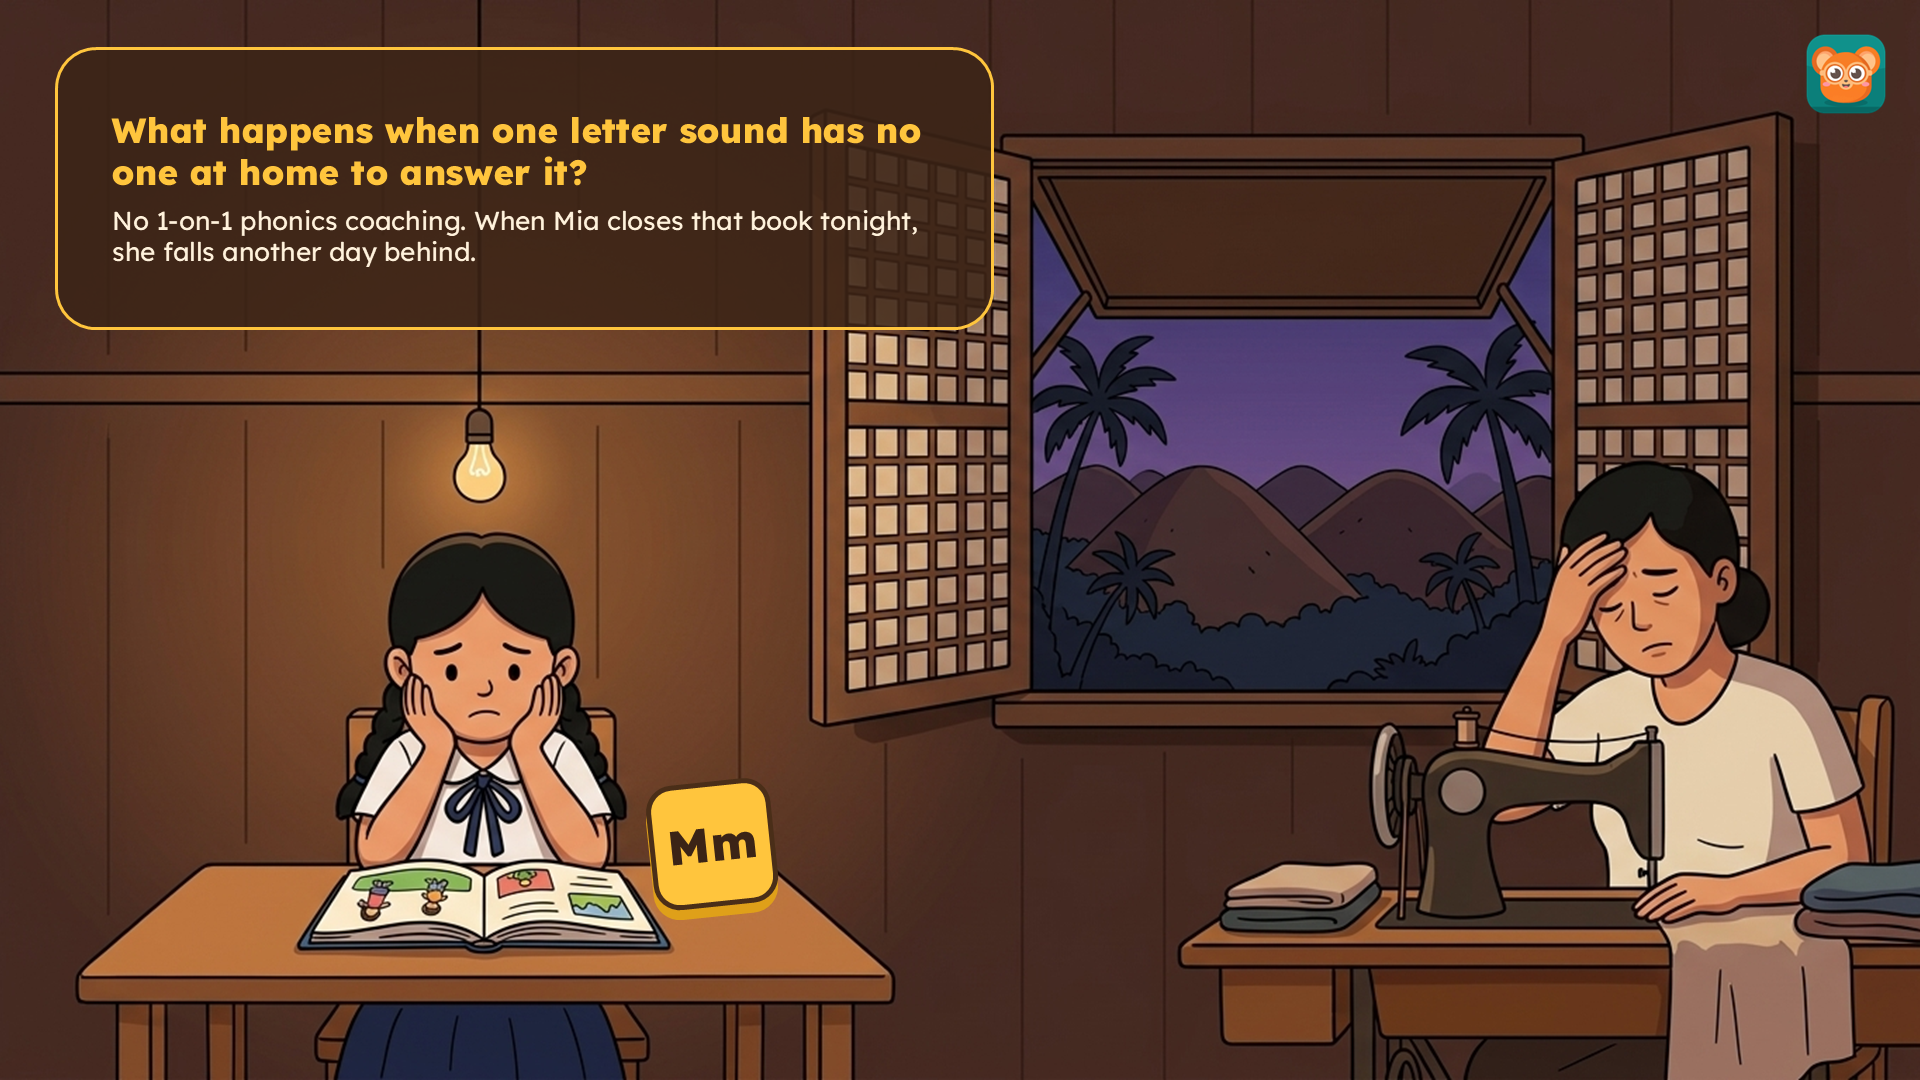 What happens when one letter sound has no
one at home to answer it?
No 1-on-1 phonics coaching. When Mia closes that book tonight,
she falls another day behind.
Mm